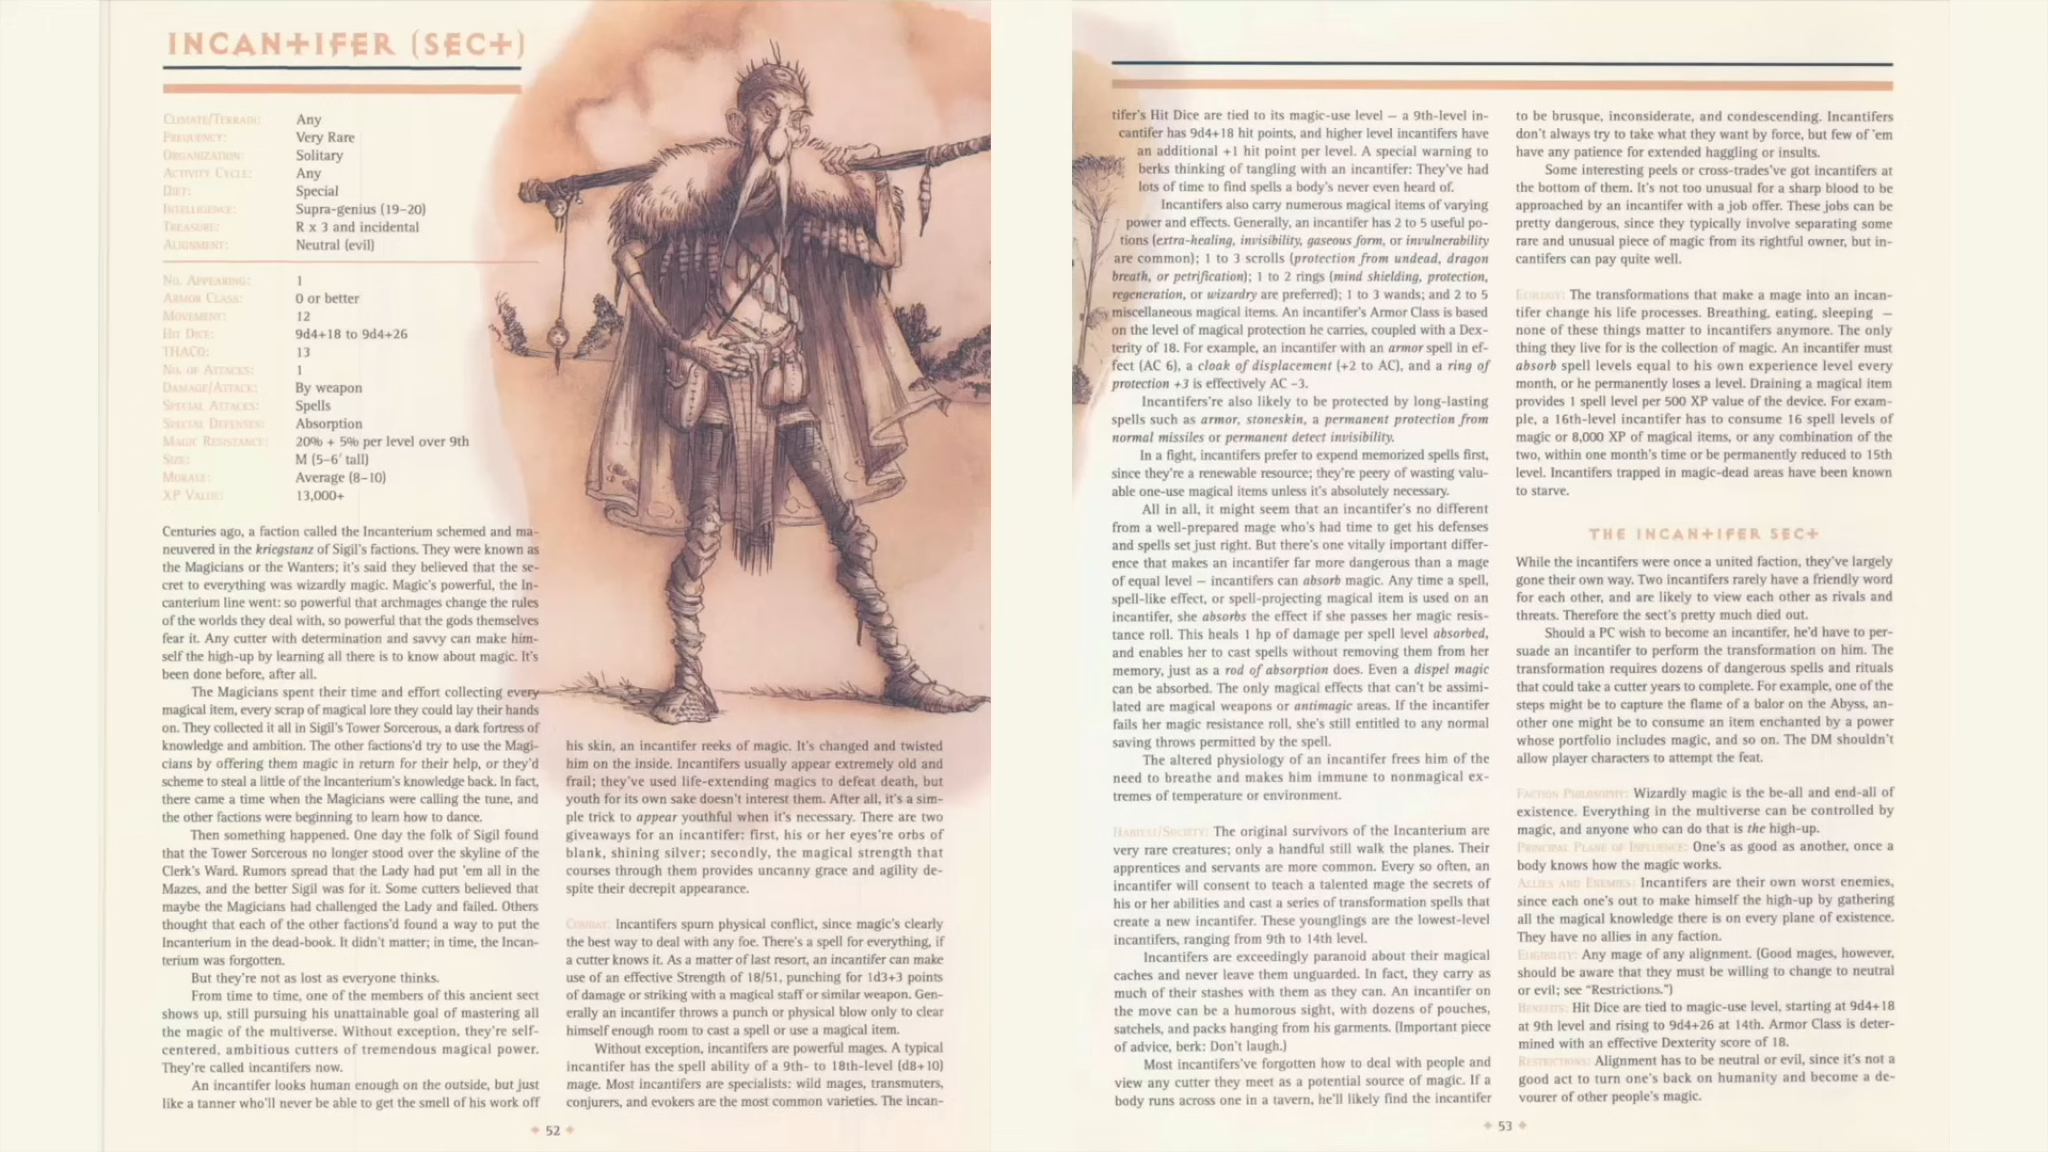 INCANTIFER (SECT)
CLIMATE/TERRAIN: Any
FREQUENCY: Very Rare
ORGANIZATION: Solitary
ACTIVITY CYCLE: Any
DIET: Special
INTELLIGENCE: Supra-genius (19–20)
TREASURE: R x 3 and incidental
ALIGNMENT: Neutral (evil)
NO. APPEARING: 1
ARMOR CLASS: 0 or better
MOVEMENT: 12
HIT DICE: 9d4+18 to 9d4+26
THAC0: 13
NO. OF ATTACKS: 1
DAMAGE/ATTACK: By weapon
SPECIAL ATTACKS: Spells
SPECIAL DEFENSES: Absorption
MAGIC RESISTANCE: 20% + 5% per level over 9th
SIZE: M (5–6' tall)
MORALE: Average (8–10)
XP VALUE: 13,000+
Centuries ago, a faction called the Incanterium schemed and ma-
neuvered in the kriegstanz of Sigil's factions. They were known as
the Magicians or the Wanters; it's said they believed that the se-
cret to everything was wizardly magic. Magic's powerful, the In-
canterium line went: so powerful that archmages change the rules
of the worlds they deal with, so powerful that the gods themselves
fear it. Any cutter with determination and savvy can make him-
self the high-up by learning all there is to know about magic. It's
been done before, after all.
The Magicians spent their time and effort collecting every
magical item, every scrap of magical lore they could lay their hands
on. They collected it all in Sigil's Tower Sorcerous, a dark fortress of
knowledge and ambition. The other factions'd try to use the Magi-
cians by offering them magic in return for their help, or they'd
scheme to steal a little of the Incanterium's knowledge back. In fact,
there came a time when the Magicians were calling the tune, and
the other factions were beginning to learn how to dance.
Then something happened. One day the folk of Sigil found
that the Tower Sorcerous no longer stood over the skyline of the
Clerk's Ward. Rumors spread that the Lady had put 'em all in the
Mazes, and the better Sigil was for it. Some cutters believed that
maybe the Magicians had challenged the Lady and failed. Others
thought that each of the other factions'd found a way to put the
Incanterium in the dead-book. It didn't matter; in time, the Incan-
terium was forgotten.
But they're not as lost as everyone thinks.
From time to time, one of the members of this ancient sect
shows up, still pursuing his unattainable goal of mastering all
the magic of the multiverse. Without exception, they're self-
centered, ambitious cutters of tremendous magical power.
They're called incantifers now.
An incantifer looks human enough on the outside, but just
like a tanner who'll never be able to get the smell of his work off
his skin, an incantifer reeks of magic. It's changed and twisted
him on the inside. Incantifers usually appear extremely old and
frail; they've used life-extending magics to defeat death, but
youth for its own sake doesn't interest them. After all, it's a sim-
ple trick to appear youthful when it's necessary. There are two
giveaways for an incantifer: first, his or her eyes're orbs of
blank, shining silver; secondly, the magical strength that
courses through them provides uncanny grace and agility de-
spite their decrepit appearance.
COMBAT: Incantifers spurn physical conflict, since magic's clearly
the best way to deal with any foe. There's a spell for everything, if
a cutter knows it. As a matter of last resort, an incantifer can make
use of an effective Strength of 18/51, punching for 1d3+3 points
of damage or striking with a magical staff or similar weapon. Gen-
erally an incantifer throws a punch or physical blow only to clear
himself enough room to cast a spell or use a magical item.
Without exception, incantifers are powerful mages. A typical
incantifer has the spell ability of a 9th- to 18th-level (d8+10)
mage. Most incantifers are specialists: wild mages, transmuters,
conjurers, and evokers are the most common varieties. The incan-
52
tifer's Hit Dice are tied to its magic-use level — a 9th-level in-
cantifer has 9d4+18 hit points, and higher level incantifers have
an additional +1 hit point per level. A special warning to
berks thinking of tangling with an incantifer: They've had
lots of time to find spells a body's never even heard of.
Incantifers also carry numerous magical items of varying
power and effects. Generally, an incantifer has 2 to 5 useful po-
tions (extra-healing, invisibility, gaseous form, or invulnerability
are common); 1 to 3 scrolls (protection from undead, dragon
breath, or petrification); 1 to 2 rings (mind shielding, protection,
regeneration, or wizardry are preferred); 1 to 3 wands; and 2 to 5
miscellaneous magical items. An incantifer's Armor Class is based
on the level of magical protection he carries, coupled with a Dex-
terity of 18. For example, an incantifer with an armor spell in ef-
fect (AC 6), a cloak of displacement (+2 to AC), and a ring of
protection +3 is effectively AC –3.
Incantifers're also likely to be protected by long-lasting
spells such as armor, stoneskin, a permanent protection from
normal missiles or permanent detect invisibility.
In a fight, incantifers prefer to expend memorized spells first,
since they're a renewable resource; they're peery of wasting valu-
able one-use magical items unless it's absolutely necessary.
All in all, it might seem that an incantifer's no different
from a well-prepared mage who's had time to get his defenses
and spells set just right. But there's one vitally important differ-
ence that makes an incantifer far more dangerous than a mage
of equal level — incantifers can absorb magic. Any time a spell,
spell-like effect, or spell-projecting magical item is used on an
incantifer, she absorbs the effect if she passes her magic resis-
tance roll. This heals 1 hp of damage per spell level absorbed,
and enables her to cast spells without removing them from her
memory, just as a rod of absorption does. Even a dispel magic
can be absorbed. The only magical effects that can't be assimi-
lated are magical weapons or antimagic areas. If the incantifer
fails her magic resistance roll, she's still entitled to any normal
saving throws permitted by the spell.
The altered physiology of an incantifer frees him of the
need to breathe and makes him immune to nonmagical ex-
tremes of temperature or environment.
HABITAT/SOCIETY: The original survivors of the Incanterium are
very rare creatures; only a handful still walk the planes. Their
apprentices and servants are more common. Every so often, an
incantifer will consent to teach a talented mage the secrets of
his or her abilities and cast a series of transformation spells that
create a new incantifer. These younglings are the lowest-level
incantifers, ranging from 9th to 14th level.
Incantifers are exceedingly paranoid about their magical
caches and never leave them unguarded. In fact, they carry as
much of their stashes with them as they can. An incantifer on
the move can be a humorous sight, with dozens of pouches,
satchels, and packs hanging from his garments. (Important piece
of advice, berk: Don't laugh.)
Most incantifers've forgotten how to deal with people and
view any cutter they meet as a potential source of magic. If a
body runs across one in a tavern, he'll likely find the incantifer
to be brusque, inconsiderate, and condescending. Incantifers
don't always try to take what they want by force, but few of 'em
have any patience for extended haggling or insults.
Some interesting peels or cross-trades've got incantifers at
the bottom of them. It's not too unusual for a sharp blood to be
approached by an incantifer with a job offer. These jobs can be
pretty dangerous, since they typically involve separating some
rare and unusual piece of magic from its rightful owner, but in-
cantifers can pay quite well.
ECOLOGY: The transformations that make a mage into an incan-
tifer change his life processes. Breathing, eating, sleeping —
none of these things matter to incantifers anymore. The only
thing they live for is the collection of magic. An incantifer must
absorb spell levels equal to his own experience level every
month, or he permanently loses a level. Draining a magical item
provides 1 spell level per 500 XP value of the device. For exam-
ple, a 16th-level incantifer has to consume 16 spell levels of
magic or 8,000 XP of magical items, or any combination of the
two, within one month's time or be permanently reduced to 15th
level. Incantifers trapped in magic-dead areas have been known
to starve.
THE INCANTIFER SECT
While the incantifers were once a united faction, they've largely
gone their own way. Two incantifers rarely have a friendly word
for each other, and are likely to view each other as rivals and
threats. Therefore the sect's pretty much died out.
Should a PC wish to become an incantifer, he'd have to per-
suade an incantifer to perform the transformation on him. The
transformation requires dozens of dangerous spells and rituals
that could take a cutter years to complete. For example, one of the
steps might be to capture the flame of a balor on the Abyss, an-
other one might be to consume an item enchanted by a power
whose portfolio includes magic, and so on. The DM shouldn't
allow player characters to attempt the feat.
FACTION PHILOSOPHY: Wizardly magic is the be-all and end-all of
existence. Everything in the multiverse can be controlled by
magic, and anyone who can do that is the high-up.
PRINCIPAL PLANE OF INFLUENCE: One's as good as another, once a
body knows how the magic works.
ALLIES AND ENEMIES: Incantifers are their own worst enemies,
since each one's out to make himself the high-up by gathering
all the magical knowledge there is on every plane of existence.
They have no allies in any faction.
ELIGIBILITY: Any mage of any alignment. (Good mages, however,
should be aware that they must be willing to change to neutral
or evil; see "Restrictions.")
BENEFITS: Hit Dice are tied to magic-use level, starting at 9d4+18
at 9th level and rising to 9d4+26 at 14th. Armor Class is deter-
mined with an effective Dexterity score of 18.
RESTRICTIONS: Alignment has to be neutral or evil, since it's not a
good act to turn one's back on humanity and become a de-
vourer of other people's magic.
53